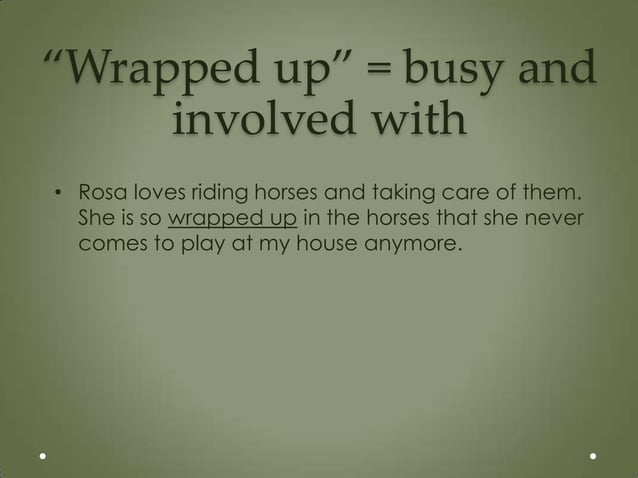 “Wrapped up” = busy and
involved with
• Rosa loves riding horses and taking care of them.
She is so wrapped up in the horses that she never
comes to play at my house anymore.